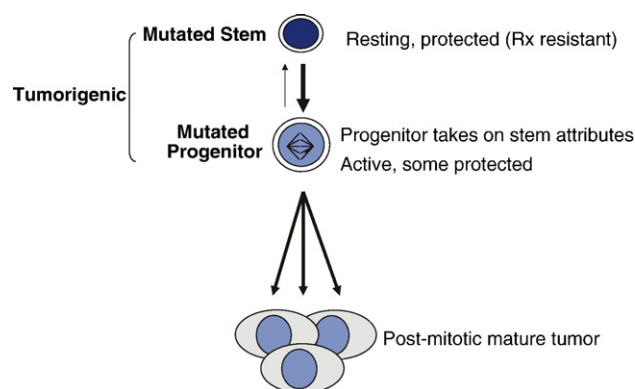 Mutated Stem
Resting, protected (Rx resistant)
Tumorigenic
Mutated
Progenitor
Progenitor takes on stem attributes
Active, some protected
Post-mitotic mature tumor